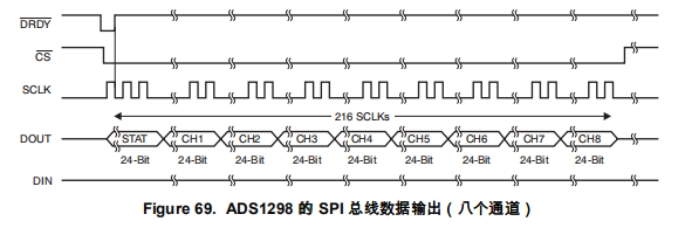 DRDY
CS
SCLK
216 SCLKs
DOUT STAT CH1 CH2 CH3 CH4 CH5 CH6 CH7 CH8
24-Bit 24-Bit 24-Bit 24-Bit 24-Bit 24-Bit 24-Bit 24-Bit 24-Bit
DIN
Figure 69. ADS1298 的 SPI 总线数据输出（八个通道）